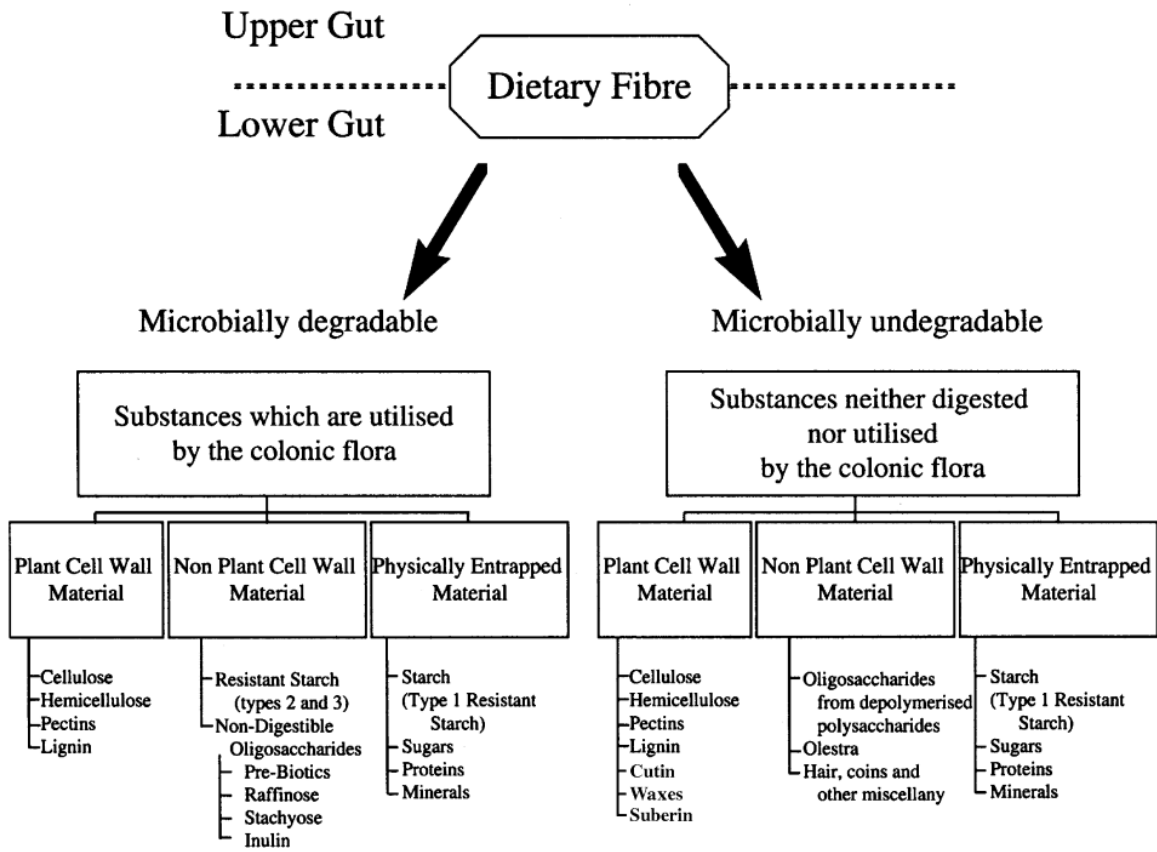 Upper Gut
Dietary Fibre
Lower Gut
Microbially degradable
Microbially undegradable
Substances which are utilised
by the colonic flora
Substances neither digested
nor utilised
by the colonic flora
Plant Cell Wall
Material
Non Plant Cell Wall
Material
Physically Entrapped
Material
Plant Cell Wall
Material
Non Plant Cell Wall
Material
Physically Entrapped
Material
Cellulose
Hemicellulose
Pectins
Lignin
Resistant Starch
(types 2 and 3)
Non-Digestible
Oligosaccharides
Pre-Biotics
Raffinose
Stachyose
Inulin
Starch
(Type 1 Resistant
Starch)
Sugars
Proteins
Minerals
Cellulose
Hemicellulose
Pectins
Lignin
Cutin
Waxes
Suberin
Oligosaccharides
from depolymerised
polysaccharides
Olestra
Hair, coins and
other miscellany
Starch
(Type 1 Resistant
Starch)
Sugars
Proteins
Minerals